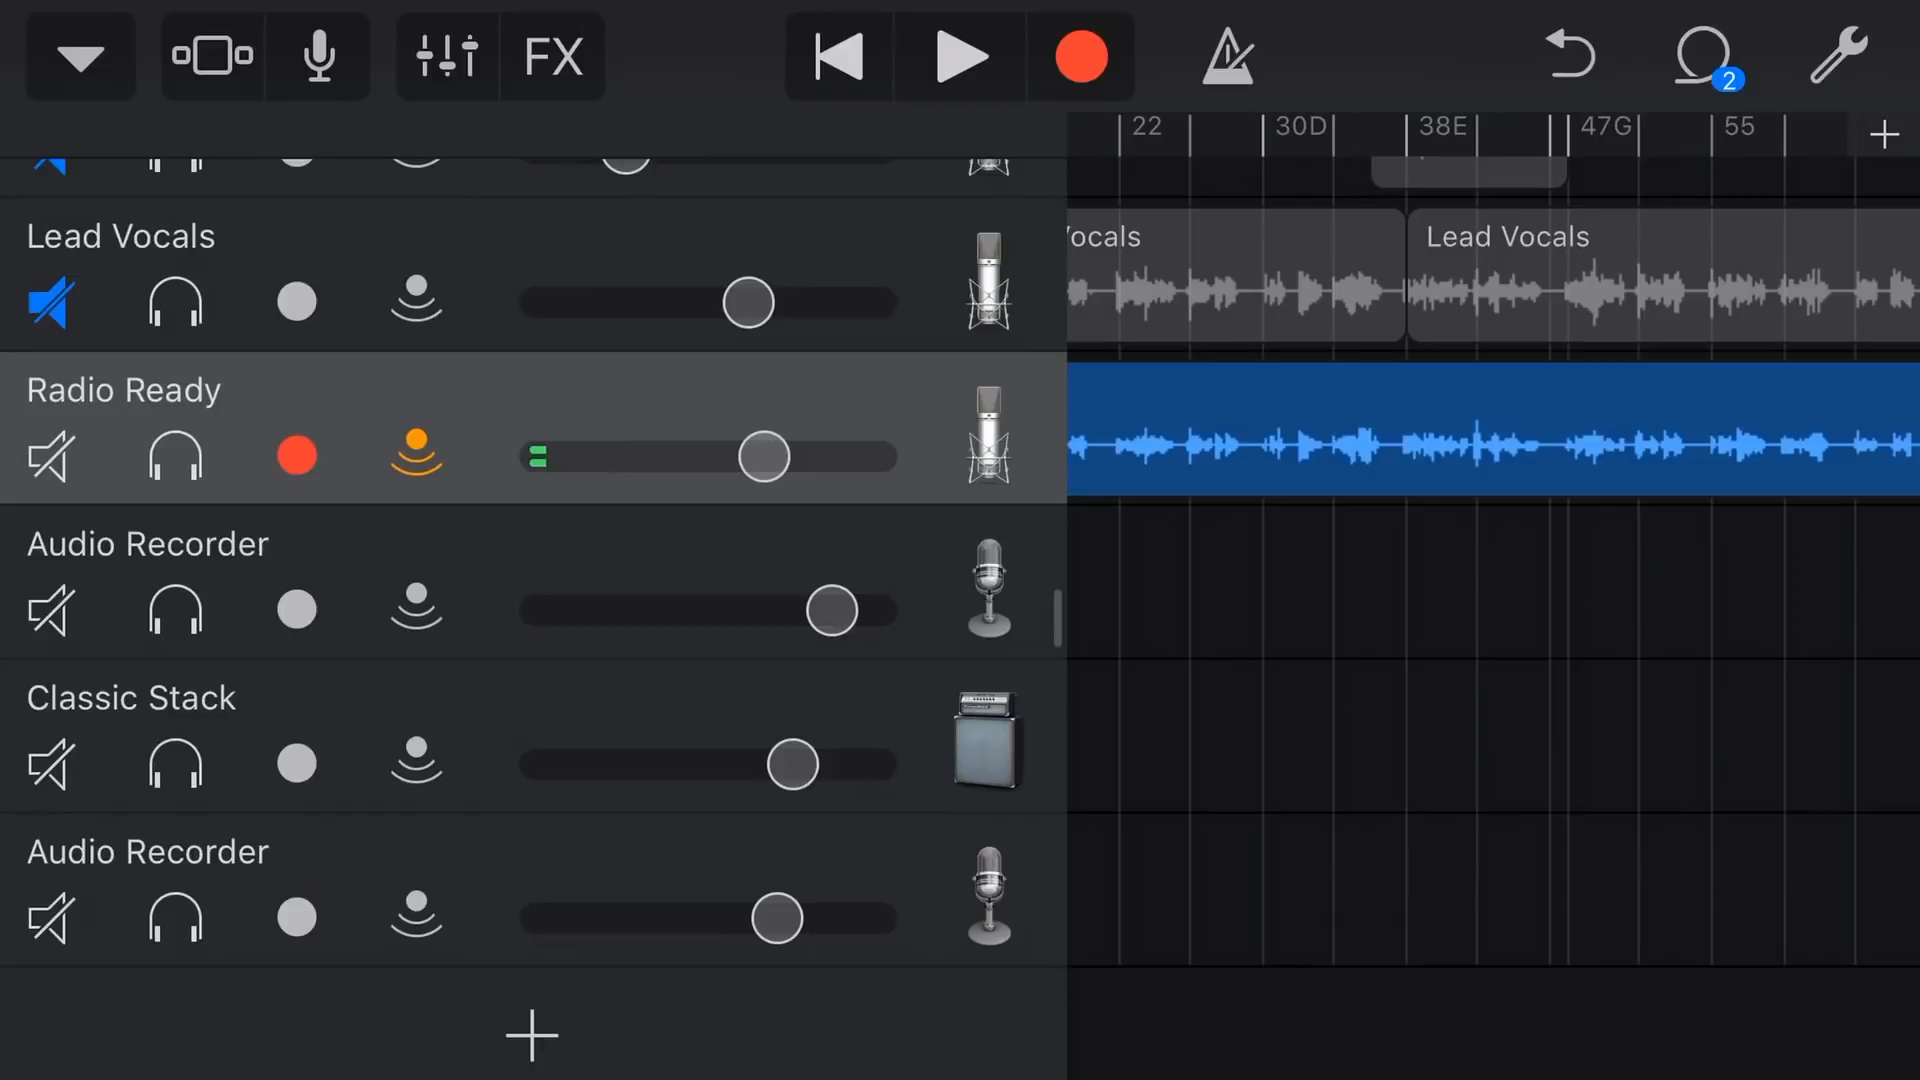 FX
2
22 30D 38E 47G 55
Lead Vocals
Vocals
Lead Vocals
Radio Ready
Audio Recorder
Classic Stack
Audio Recorder